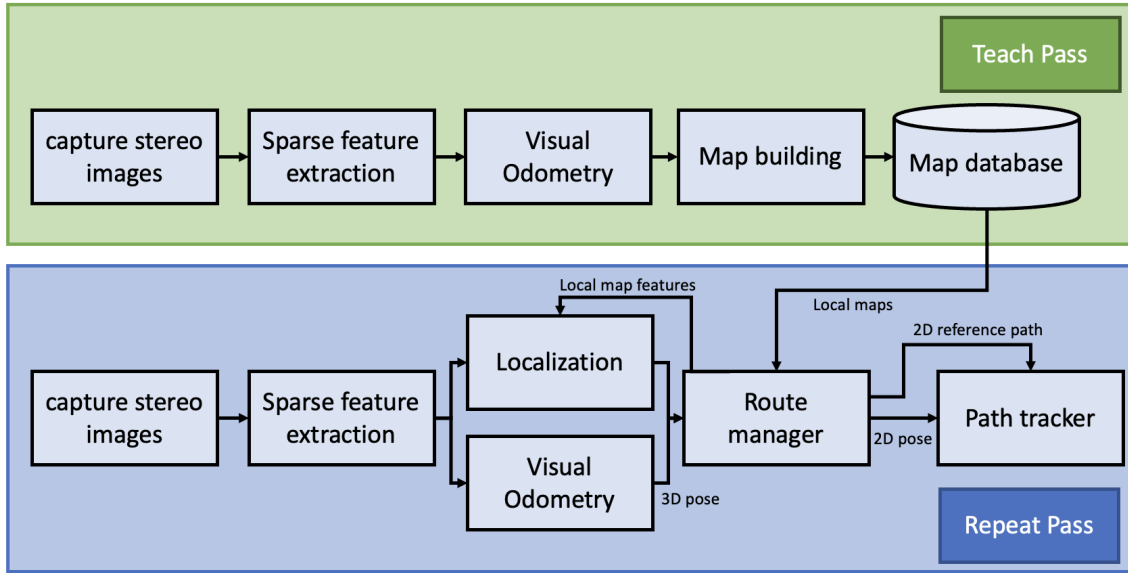 Teach Pass
capture stereo
images
Sparse feature
extraction
Visual
Odometry
Map building
Map database
Local map features
Local maps
2D reference path
Localization
capture stereo
images
Sparse feature
extraction
Route
manager
Path tracker
2D pose
Visual
Odometry
3D pose
Repeat Pass